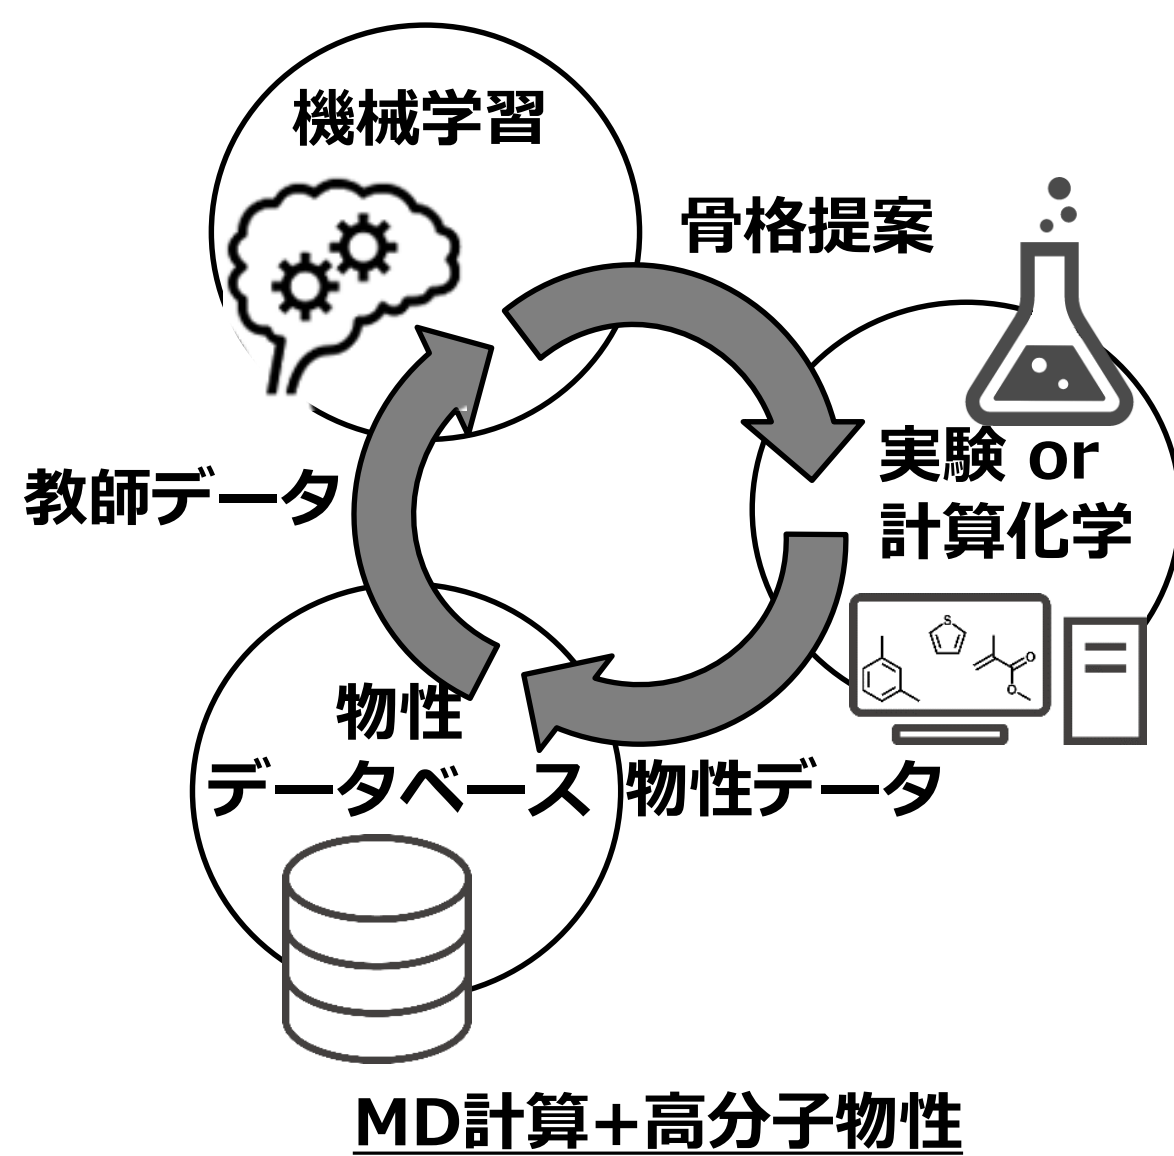 機械学習
骨格提案
実験 or
計算化学
教師データ
S
O
O
物性
データベース
物性データ
MD計算+高分子物性